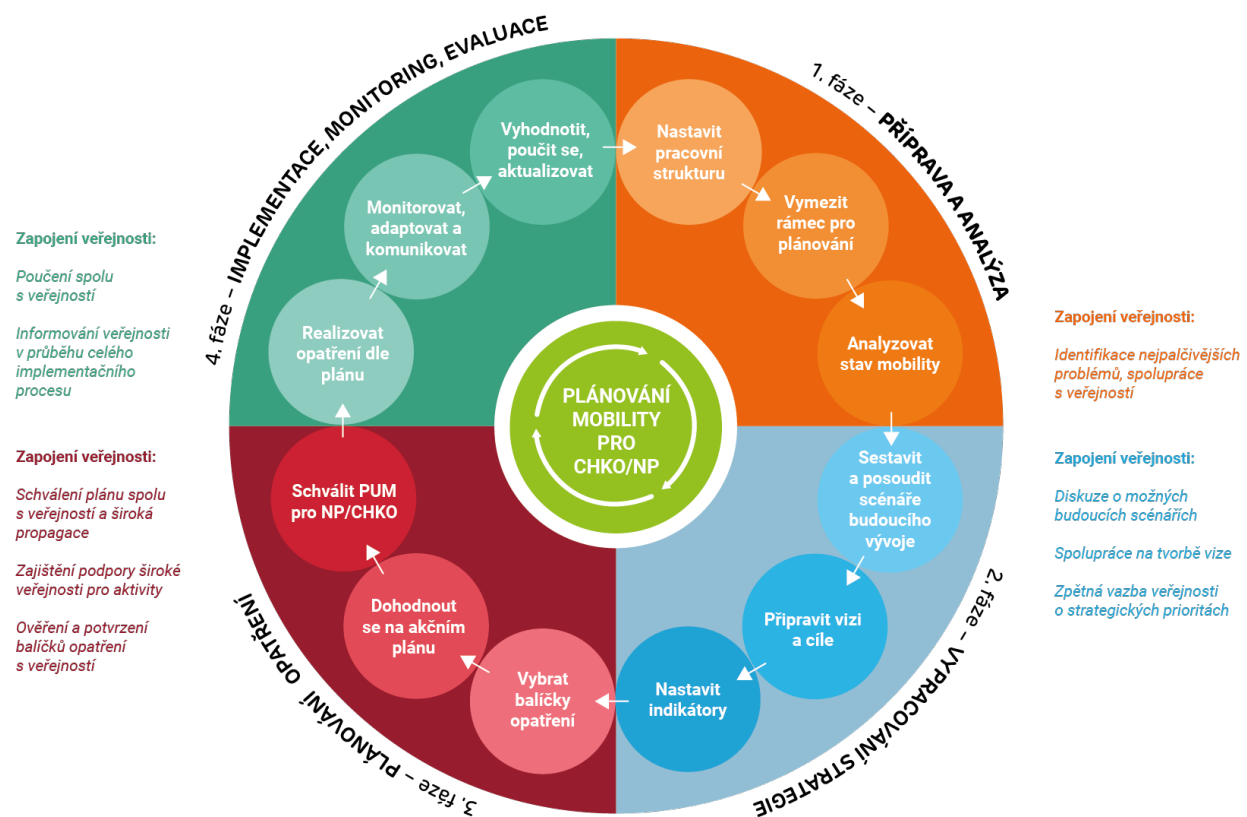 PLÁNOVÁNÍ
MOBILITY
PRO
CHKO/NP
1. fáze – PŘÍPRAVA A ANALÝZA
Nastavit
pracovní
strukturu
Vymezit
rámec pro
plánování
Analyzovat
stav mobility
Zapojení veřejnosti:
Identifikace nejpalčivějších
problémů, spolupráce
s veřejností
2. fáze – VYPRACOVÁNÍ STRATEGIE
Sestavit
a posoudit
scénáře
budoucího
vývoje
Připravit vizi
a cíle
Nastavit
indikátory
Zapojení veřejnosti:
Diskuze o možných
budoucích scénářích
Spolupráce na tvorbě vize
Zpětná vazba veřejnosti
o strategických prioritách
3. fáze – PLÁNOVÁNÍ OPATŘENÍ
Vybrat
balíčky
opatření
Dohodnout
se na akčním
plánu
Schválit PUM
pro NP/CHKO
Zapojení veřejnosti:
Schválení plánu spolu
s veřejností a široká
propagace
Zajištění podpory široké
veřejnosti pro aktivity
Ověření a potvrzení
balíčků opatření
s veřejností
4. fáze – IMPLEMENTACE, MONITORING, EVALUACE
Realizovat
opatření dle
plánu
Monitorovat,
adaptovat a
komunikovat
Vyhodnotit,
poučit se,
aktualizovat
Zapojení veřejnosti:
Poučení spolu
s veřejností
Informování veřejnosti
v průběhu celého
implementačního
procesu